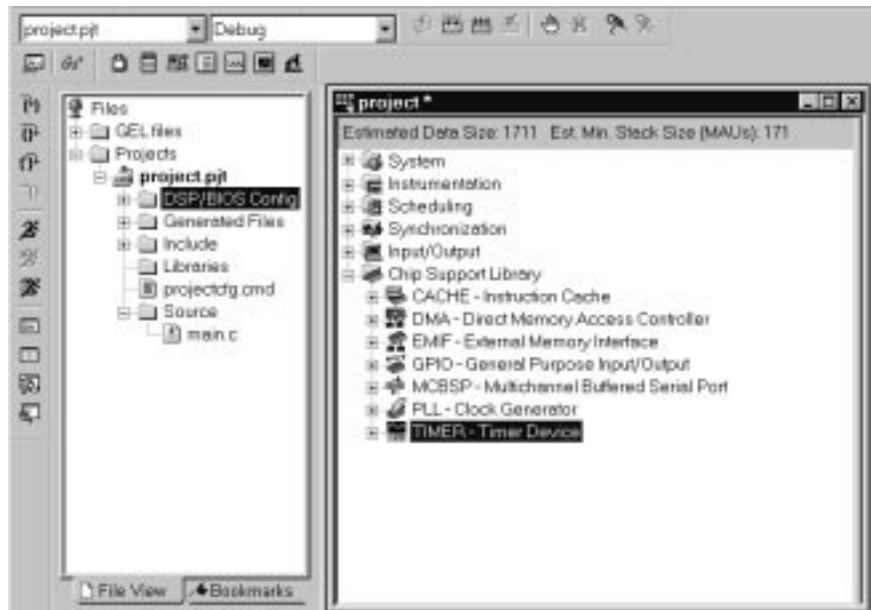 project.pjt
Debug
Files
GEL files
Projects
project.pjt
DSP/BIOS Config
Generated Files
Include
Libraries
projectcfg.cmd
Source
main.c
File View
Bookmarks
project *
Estimated Data Size: 1711 Est. Min. Stack Size (MAUs): 171
System
Instrumentation
Scheduling
Synchronization
Input/Output
Chip Support Library
CACHE - Instruction Cache
DMA - Direct Memory Access Controller
EMIF - External Memory Interface
GPIO - General Purpose Input/Output
MCBSP - Multichannel Buffered Serial Port
PLL - Clock Generator
TIMER - Timer Device